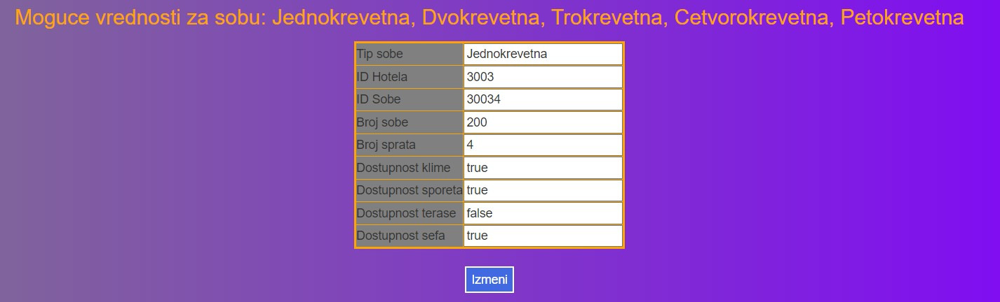 Moguce vrednosti za sobu: Jednokrevetna, Dvokrevetna, Trokrevetna, Cetvorokrevetna, Petokrevetna
Tip sobe Jednokrevetna
ID Hotela 3003
ID Sobe 30034
Broj sobe 200
Broj sprata 4
Dostupnost klime true
Dostupnost sporeta true
Dostupnost terase false
Dostupnost sefa true
Izmeni